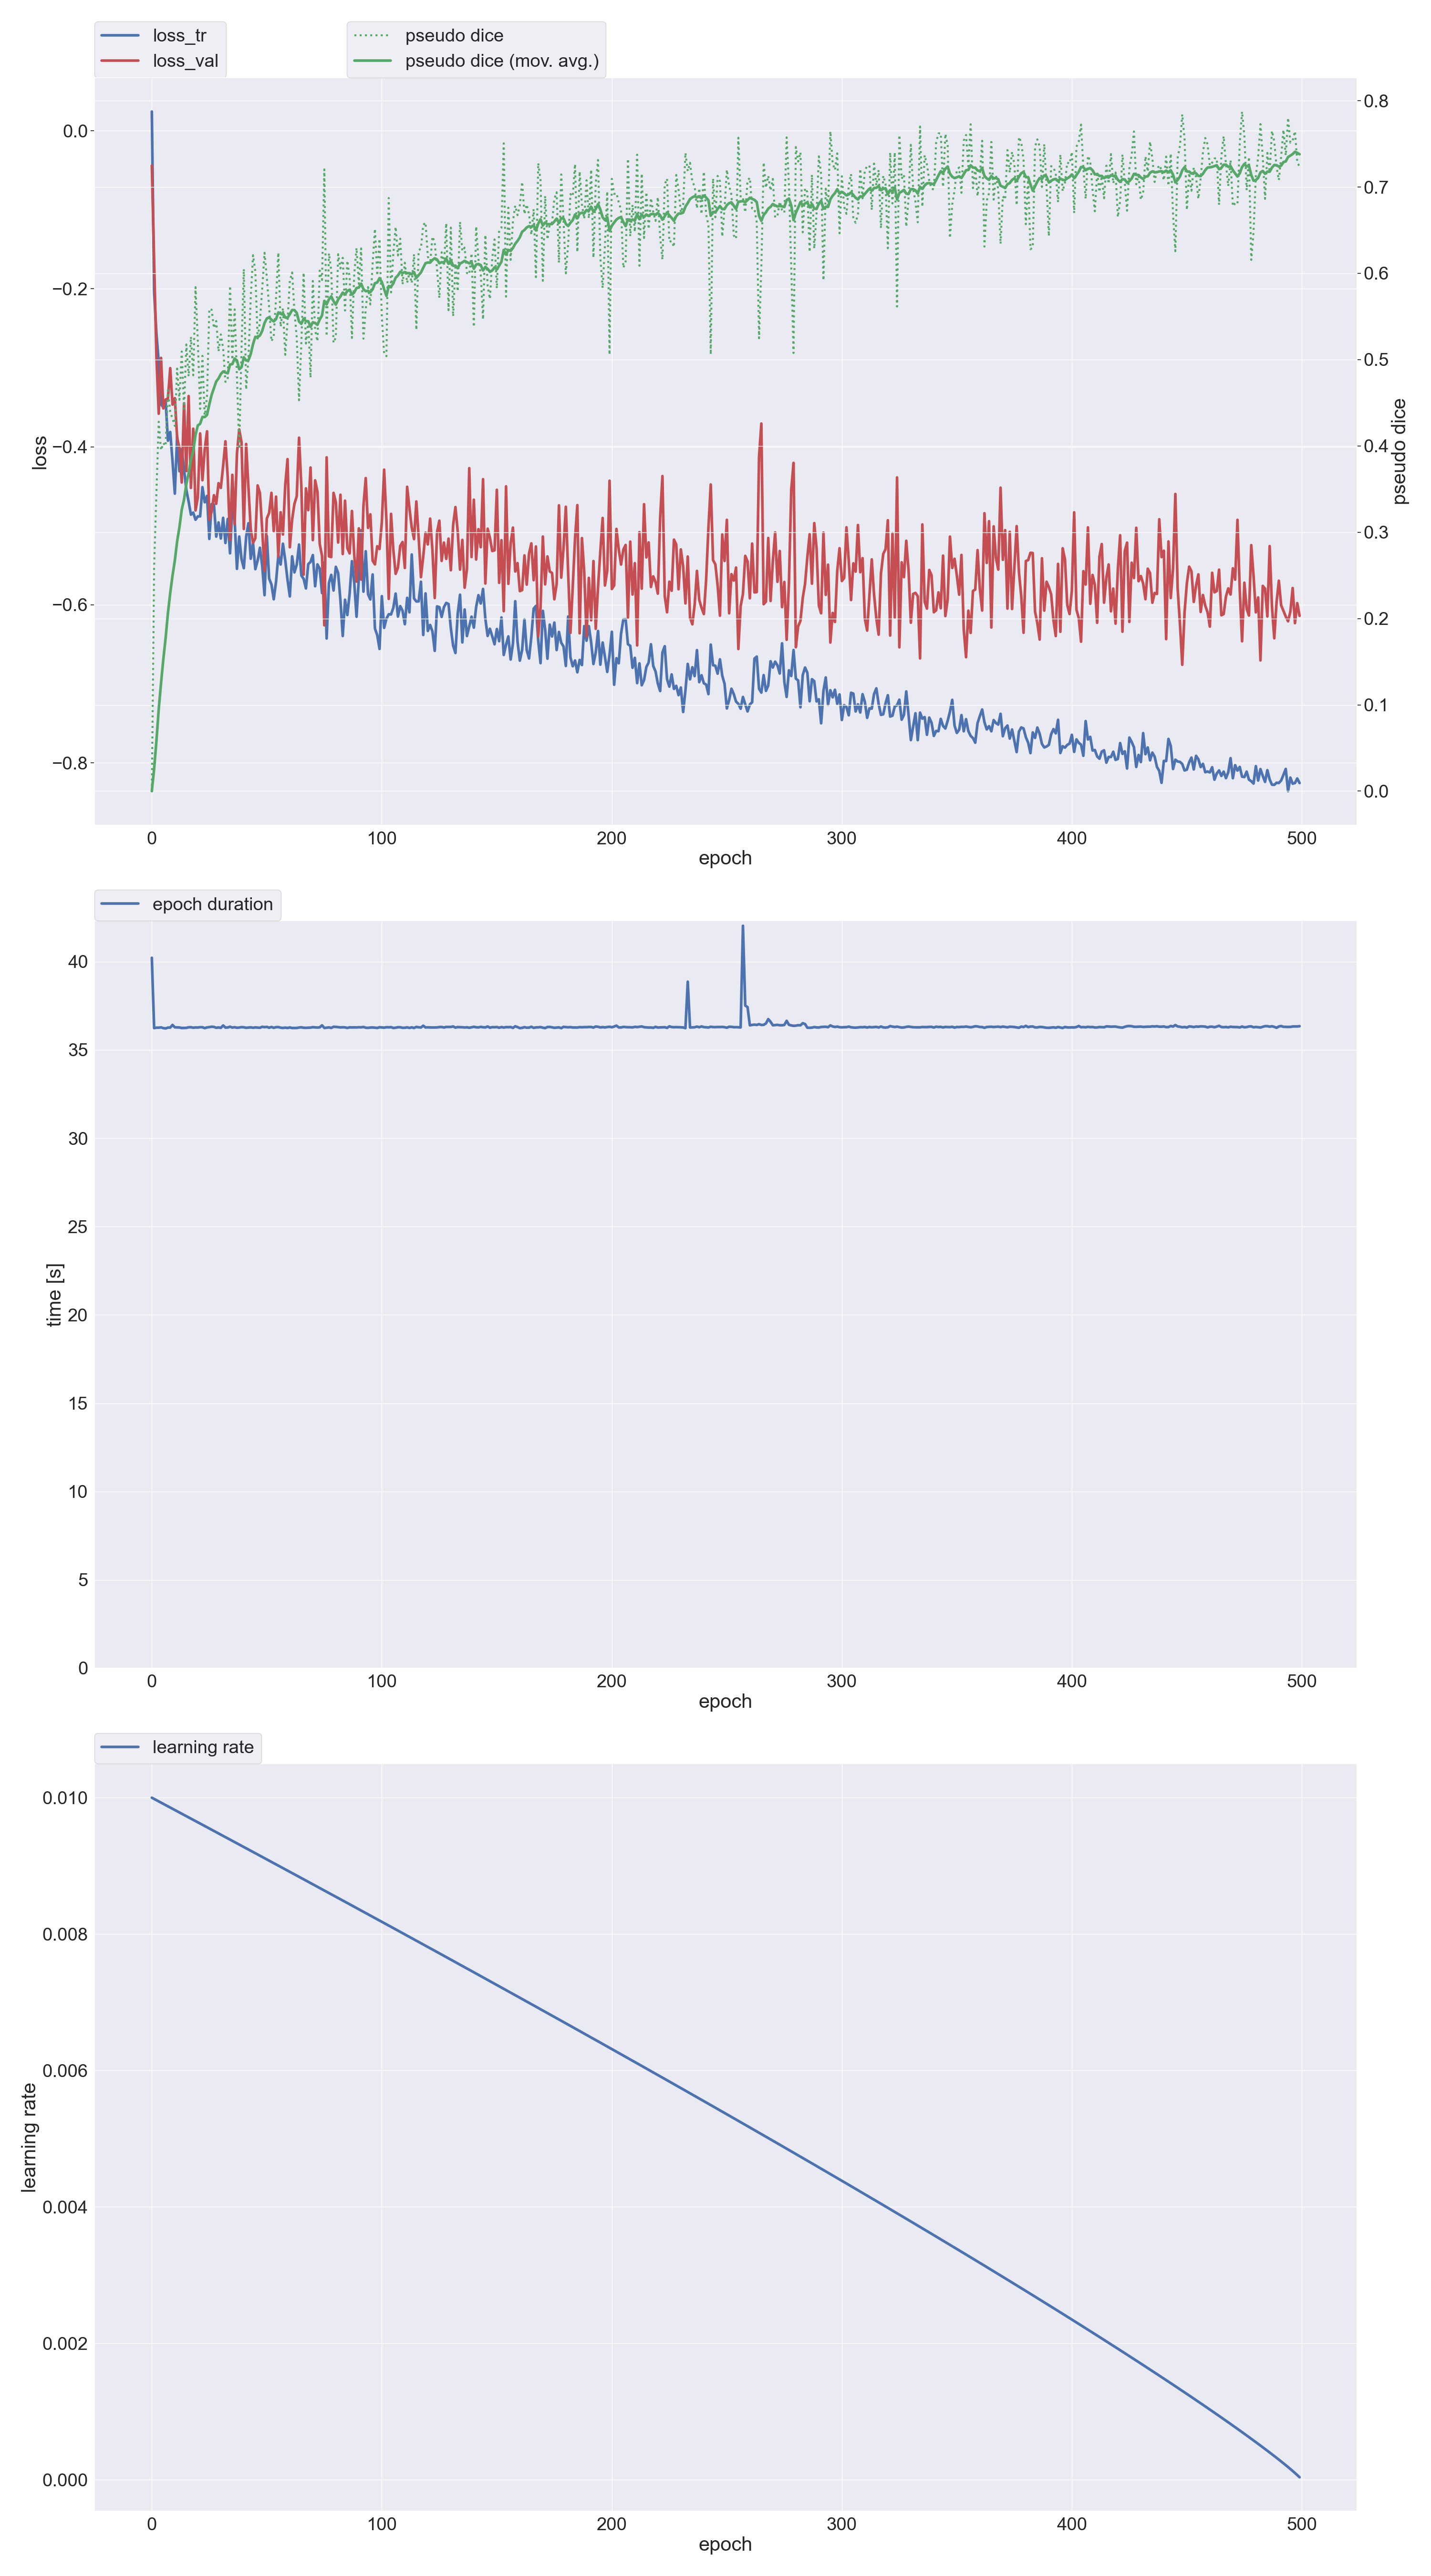 loss_tr
loss_val
pseudo dice
pseudo dice (mov. avg.)
0.0
−0.2
−0.4
−0.6
−0.8
loss
0.8
0.7
0.6
0.5
0.4
0.3
0.2
0.1
0.0
pseudo dice
0 100 200 300 400 500
epoch
epoch duration
40
35
30
25
20
15
10
5
0
time [s]
0 100 200 300 400 500
epoch
learning rate
0.010
0.008
0.006
0.004
0.002
0.000
learning rate
0 100 200 300 400 500
epoch